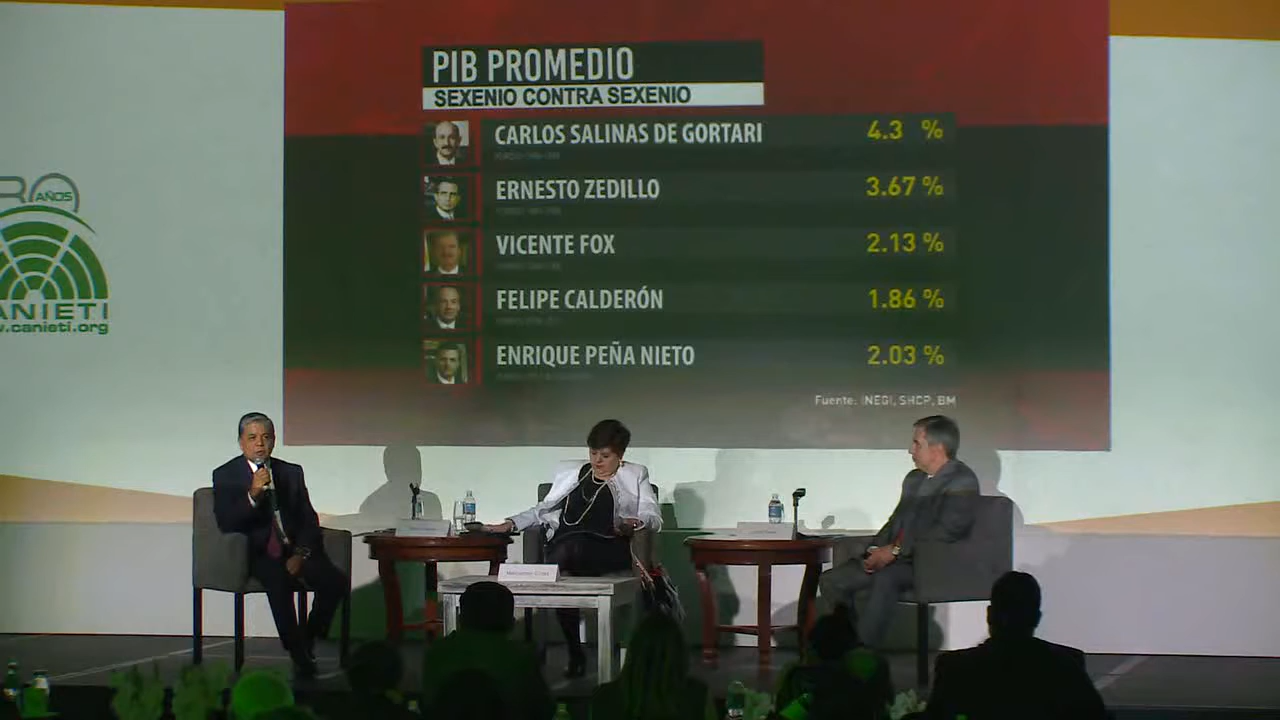 PIB PROMEDIO
SEXENIO CONTRA SEXENIO
CARLOS SALINAS DE GORTARI 4.3 %
ERNESTO ZEDILLO 3.67 %
VICENTE FOX 2.13 %
FELIPE CALDERÓN 1.86 %
ENRIQUE PEÑA NIETO 2.03 %
Fuente: INEGI, SHCP, BM
AÑOS
ANIETI
w.canieti.org